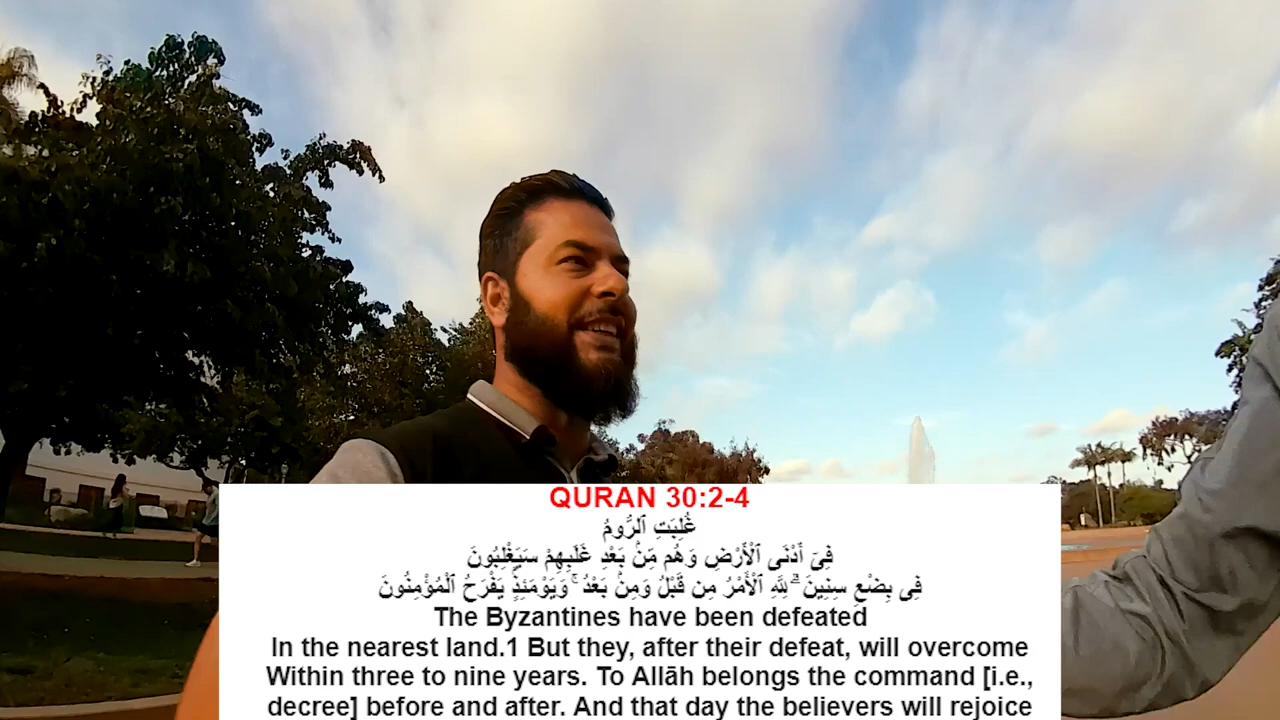 QURAN 30:2-4
غُلِبَتِ ٱلرُّومُ
فِىٓ أَدْنَى ٱلْأَرْضِ وَهُم مِّنۢ بَعْدِ غَلَبِهِمْ سَيَغْلِبُونَ
فِى بِضْعِ سِنِينَ ۗ لِلَّهِ ٱلْأَمْرُ مِن قَبْلُ وَمِنۢ بَعْدُ ۚ وَيَوْمَئِذٍ يَفْرَحُ ٱلْمُؤْمِنُونَ
The Byzantines have been defeated
In the nearest land.1 But they, after their defeat, will overcome
Within three to nine years. To Allāh belongs the command [i.e.,
decree] before and after. And that day the believers will rejoice